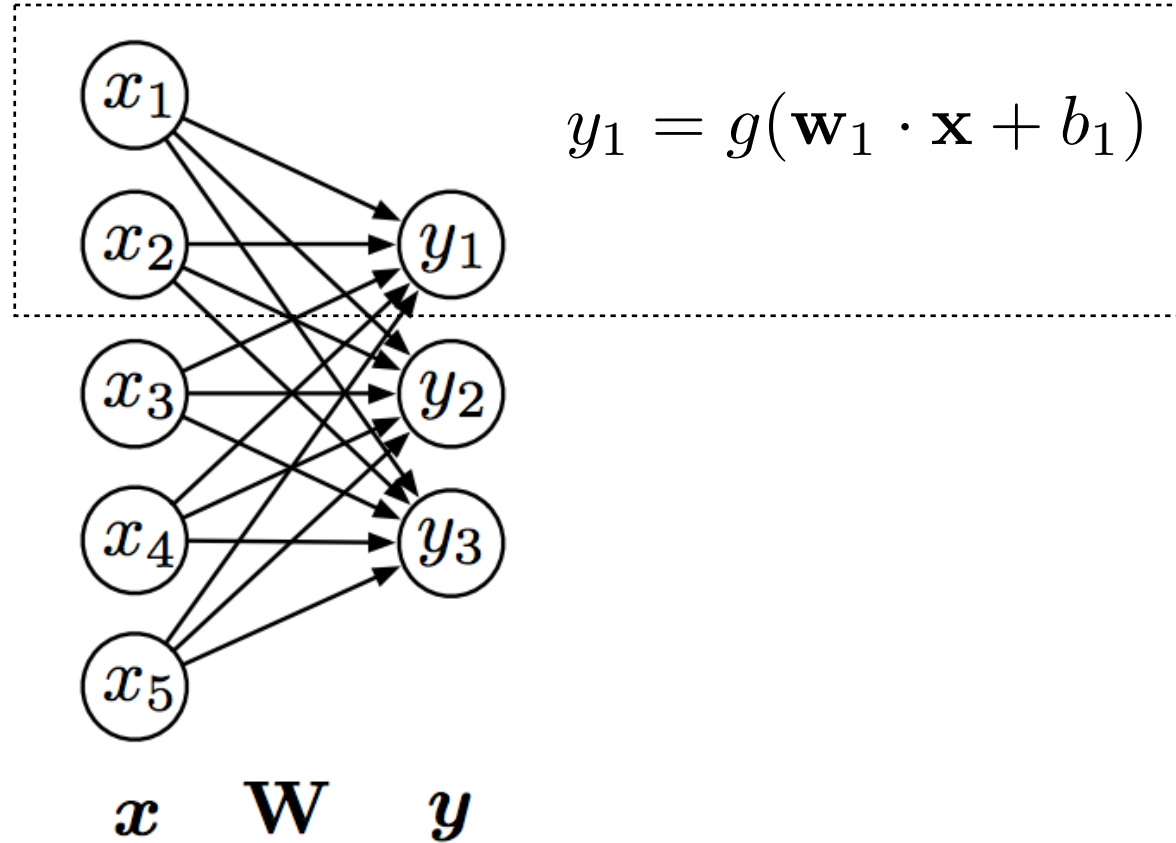 x₁
y₁ = g(𝐰₁ · 𝐱 + b₁)
x₂
y₁
x₃
y₂
x₄
y₃
x₅
𝒙 𝐖 𝒚